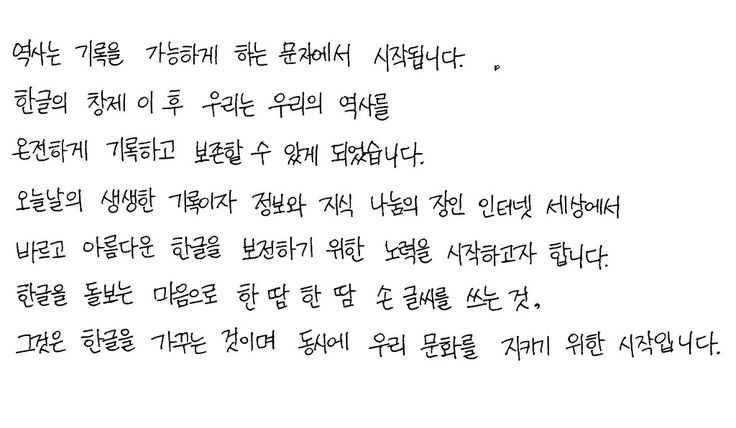 역사는 기록을 가능하게 하는 문자에서 시작됩니다.
한글의 창제 이 후 우리는 우리의 역사를
온전하게 기록하고 보존할 수 있게 되었습니다.
오늘날의 생생한 기록이자 정보와 지식 나눔의 장인 인터넷 세상에서
바르고 아름다운 한글을 보전하기 위한 노력을 시작하고자 합니다.
한글을 돌보는 마음으로 한 땁 한 땀 손 글씨를 쓰는 것,
그것은 한글을 가꾸는 것이며 동시에 우리 문화를 지키기 위한 시작입니다.